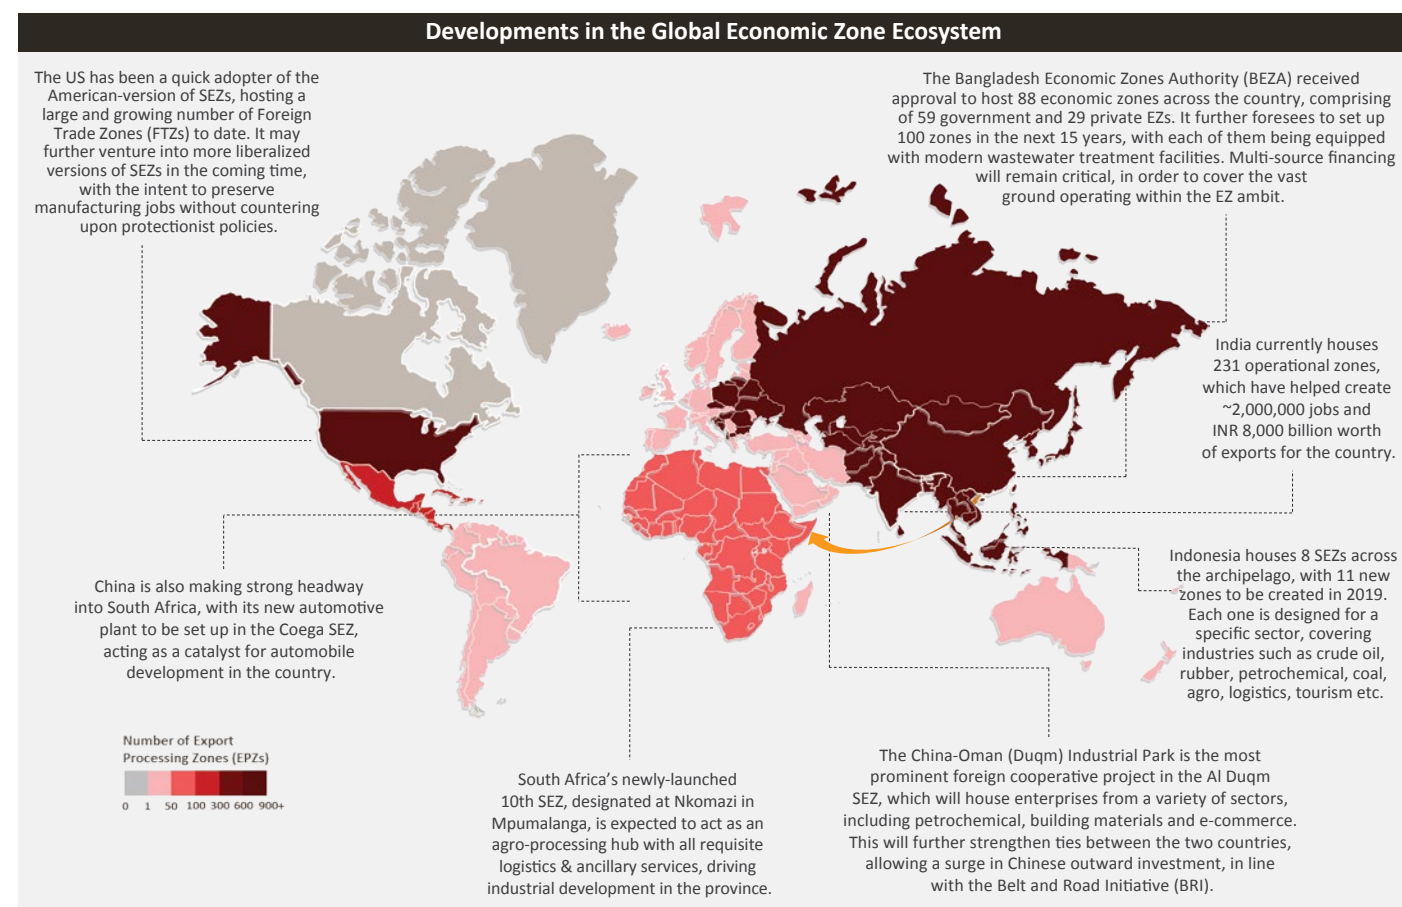 Developments in the Global Economic Zone Ecosystem
The US has been a quick adopter of the
American-version of SEZs, hosting a
large and growing number of Foreign
Trade Zones (FTZs) to date. It may
further venture into more liberalized
versions of SEZs in the coming time,
with the intent to preserve
manufacturing jobs without countering
upon protectionist policies.
The Bangladesh Economic Zones Authority (BEZA) received
approval to host 88 economic zones across the country, comprising
of 59 government and 29 private EZs. It further foresees to set up
100 zones in the next 15 years, with each of them being equipped
with modern wastewater treatment facilities. Multi-source financing
will remain critical, in order to cover the vast
ground operating within the EZ ambit.
India currently houses
231 operational zones,
which have helped create
~2,000,000 jobs and
INR 8,000 billion worth
of exports for the country.
Indonesia houses 8 SEZs across
the archipelago, with 11 new
zones to be created in 2019.
Each one is designed for a
specific sector, covering
industries such as crude oil,
rubber, petrochemical, coal,
agro, logistics, tourism etc.
China is also making strong headway
into South Africa, with its new automotive
plant to be set up in the Coega SEZ,
acting as a catalyst for automobile
development in the country.
Number of Export
Processing Zones (EPZs)
0 1 50 100 300 600 900+
South Africa's newly-launched
10th SEZ, designated at Nkomazi in
Mpumalanga, is expected to act as an
agro-processing hub with all requisite
logistics & ancillary services, driving
industrial development in the province.
The China-Oman (Duqm) Industrial Park is the most
prominent foreign cooperative project in the Al Duqm
SEZ, which will house enterprises from a variety of sectors,
including petrochemical, building materials and e-commerce.
This will further strengthen ties between the two countries,
allowing a surge in Chinese outward investment, in line
with the Belt and Road Initiative (BRI).